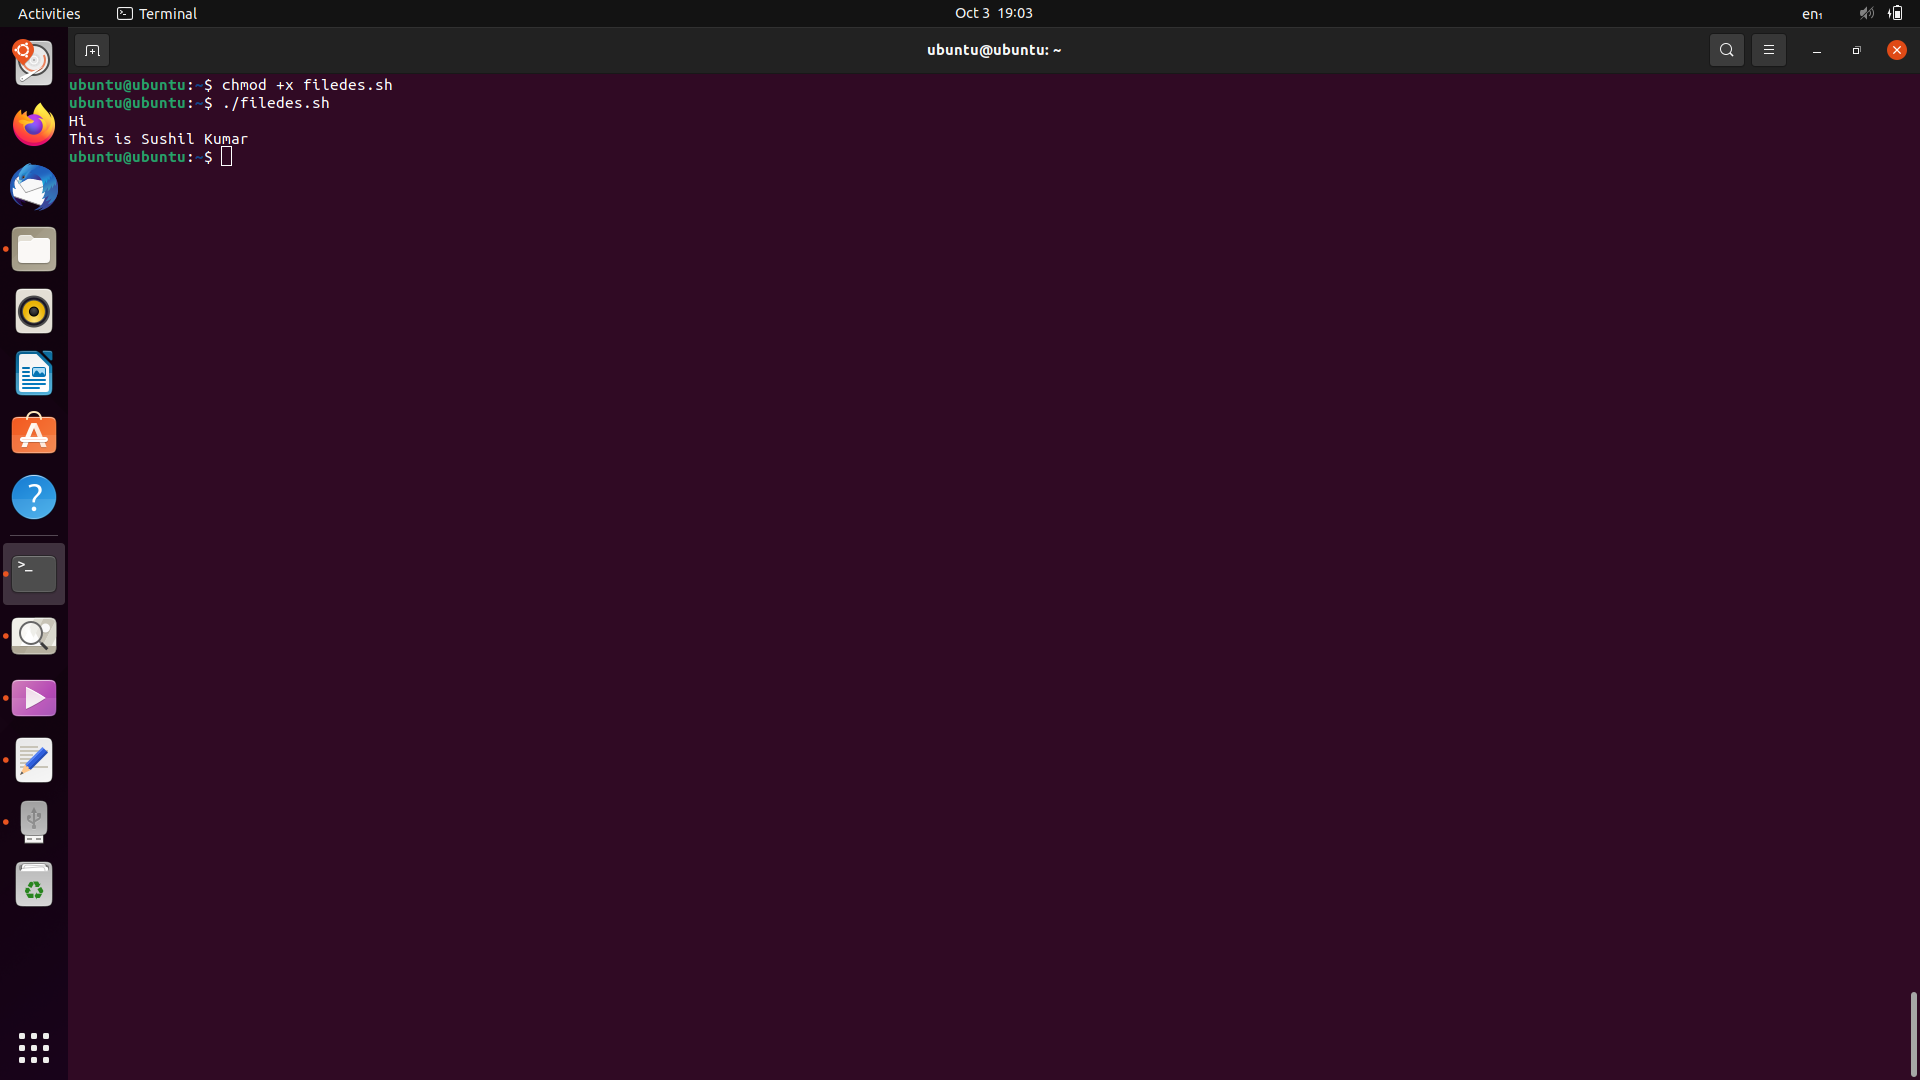 Activities
Terminal
Oct 3 19:03
en₁
ubuntu@ubuntu: ~
ubuntu@ubuntu:~$ chmod +x filedes.sh
ubuntu@ubuntu:~$ ./filedes.sh
Hi
This is Sushil Kumar
ubuntu@ubuntu:~$